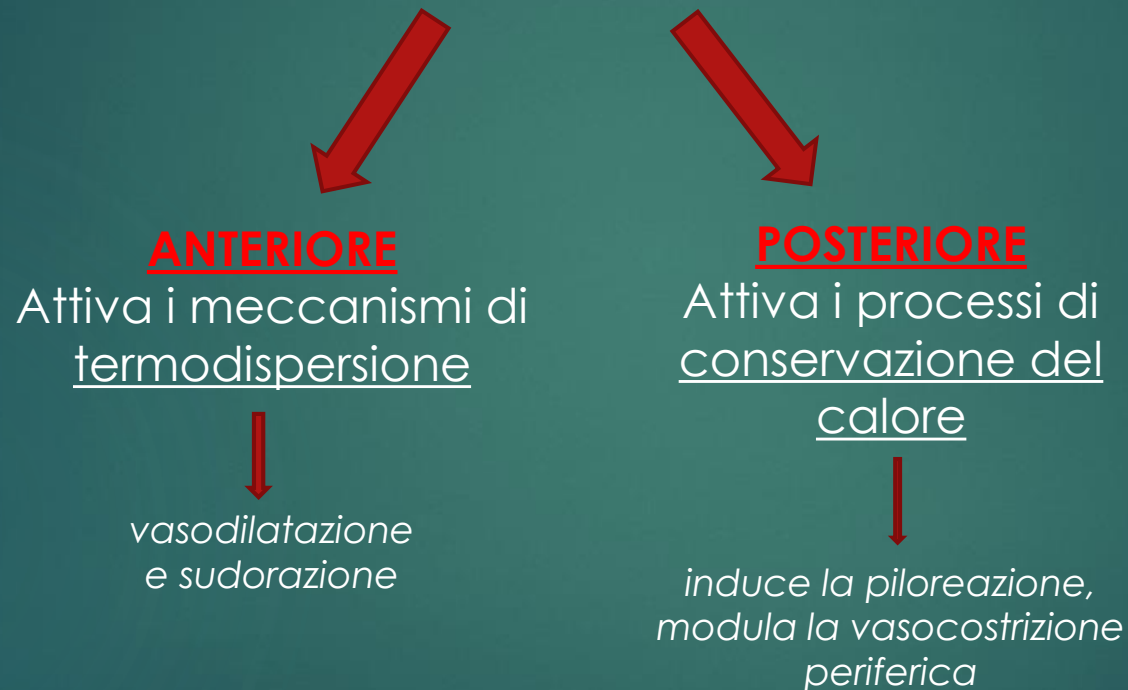 ANTERIORE
Attiva i meccanismi di
termodispersione
vasodilatazione
e sudorazione
POSTERIORE
Attiva i processi di
conservazione del
calore
induce la piloreazione,
modula la vasocostrizione
periferica